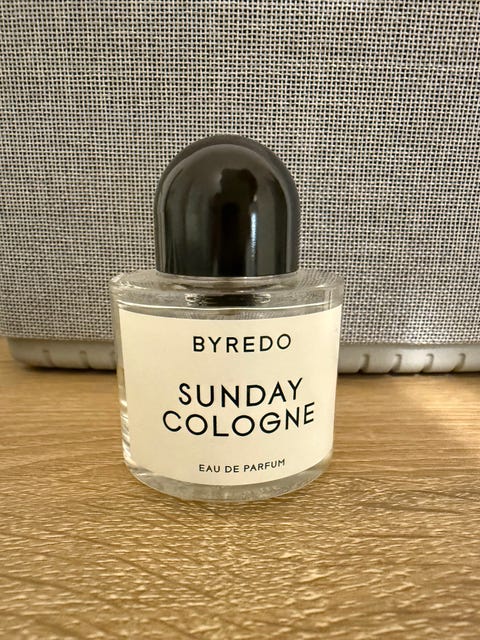 BYREDO
SUNDAY
COLOGNE
EAU DE PARFUM